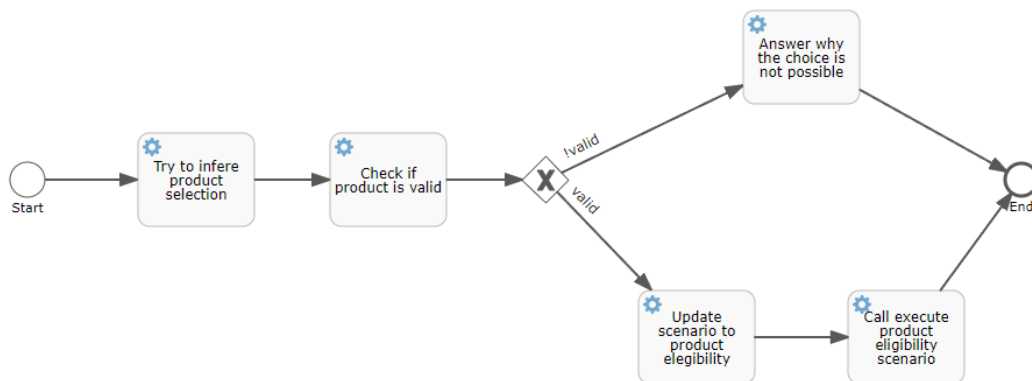 Start
Try to infere
product
selection
Check if
product is valid
!valid
valid
Answer why
the choice is
not possible
Update
scenario to
product
elegibility
Call execute
product
eligibility
scenario
End